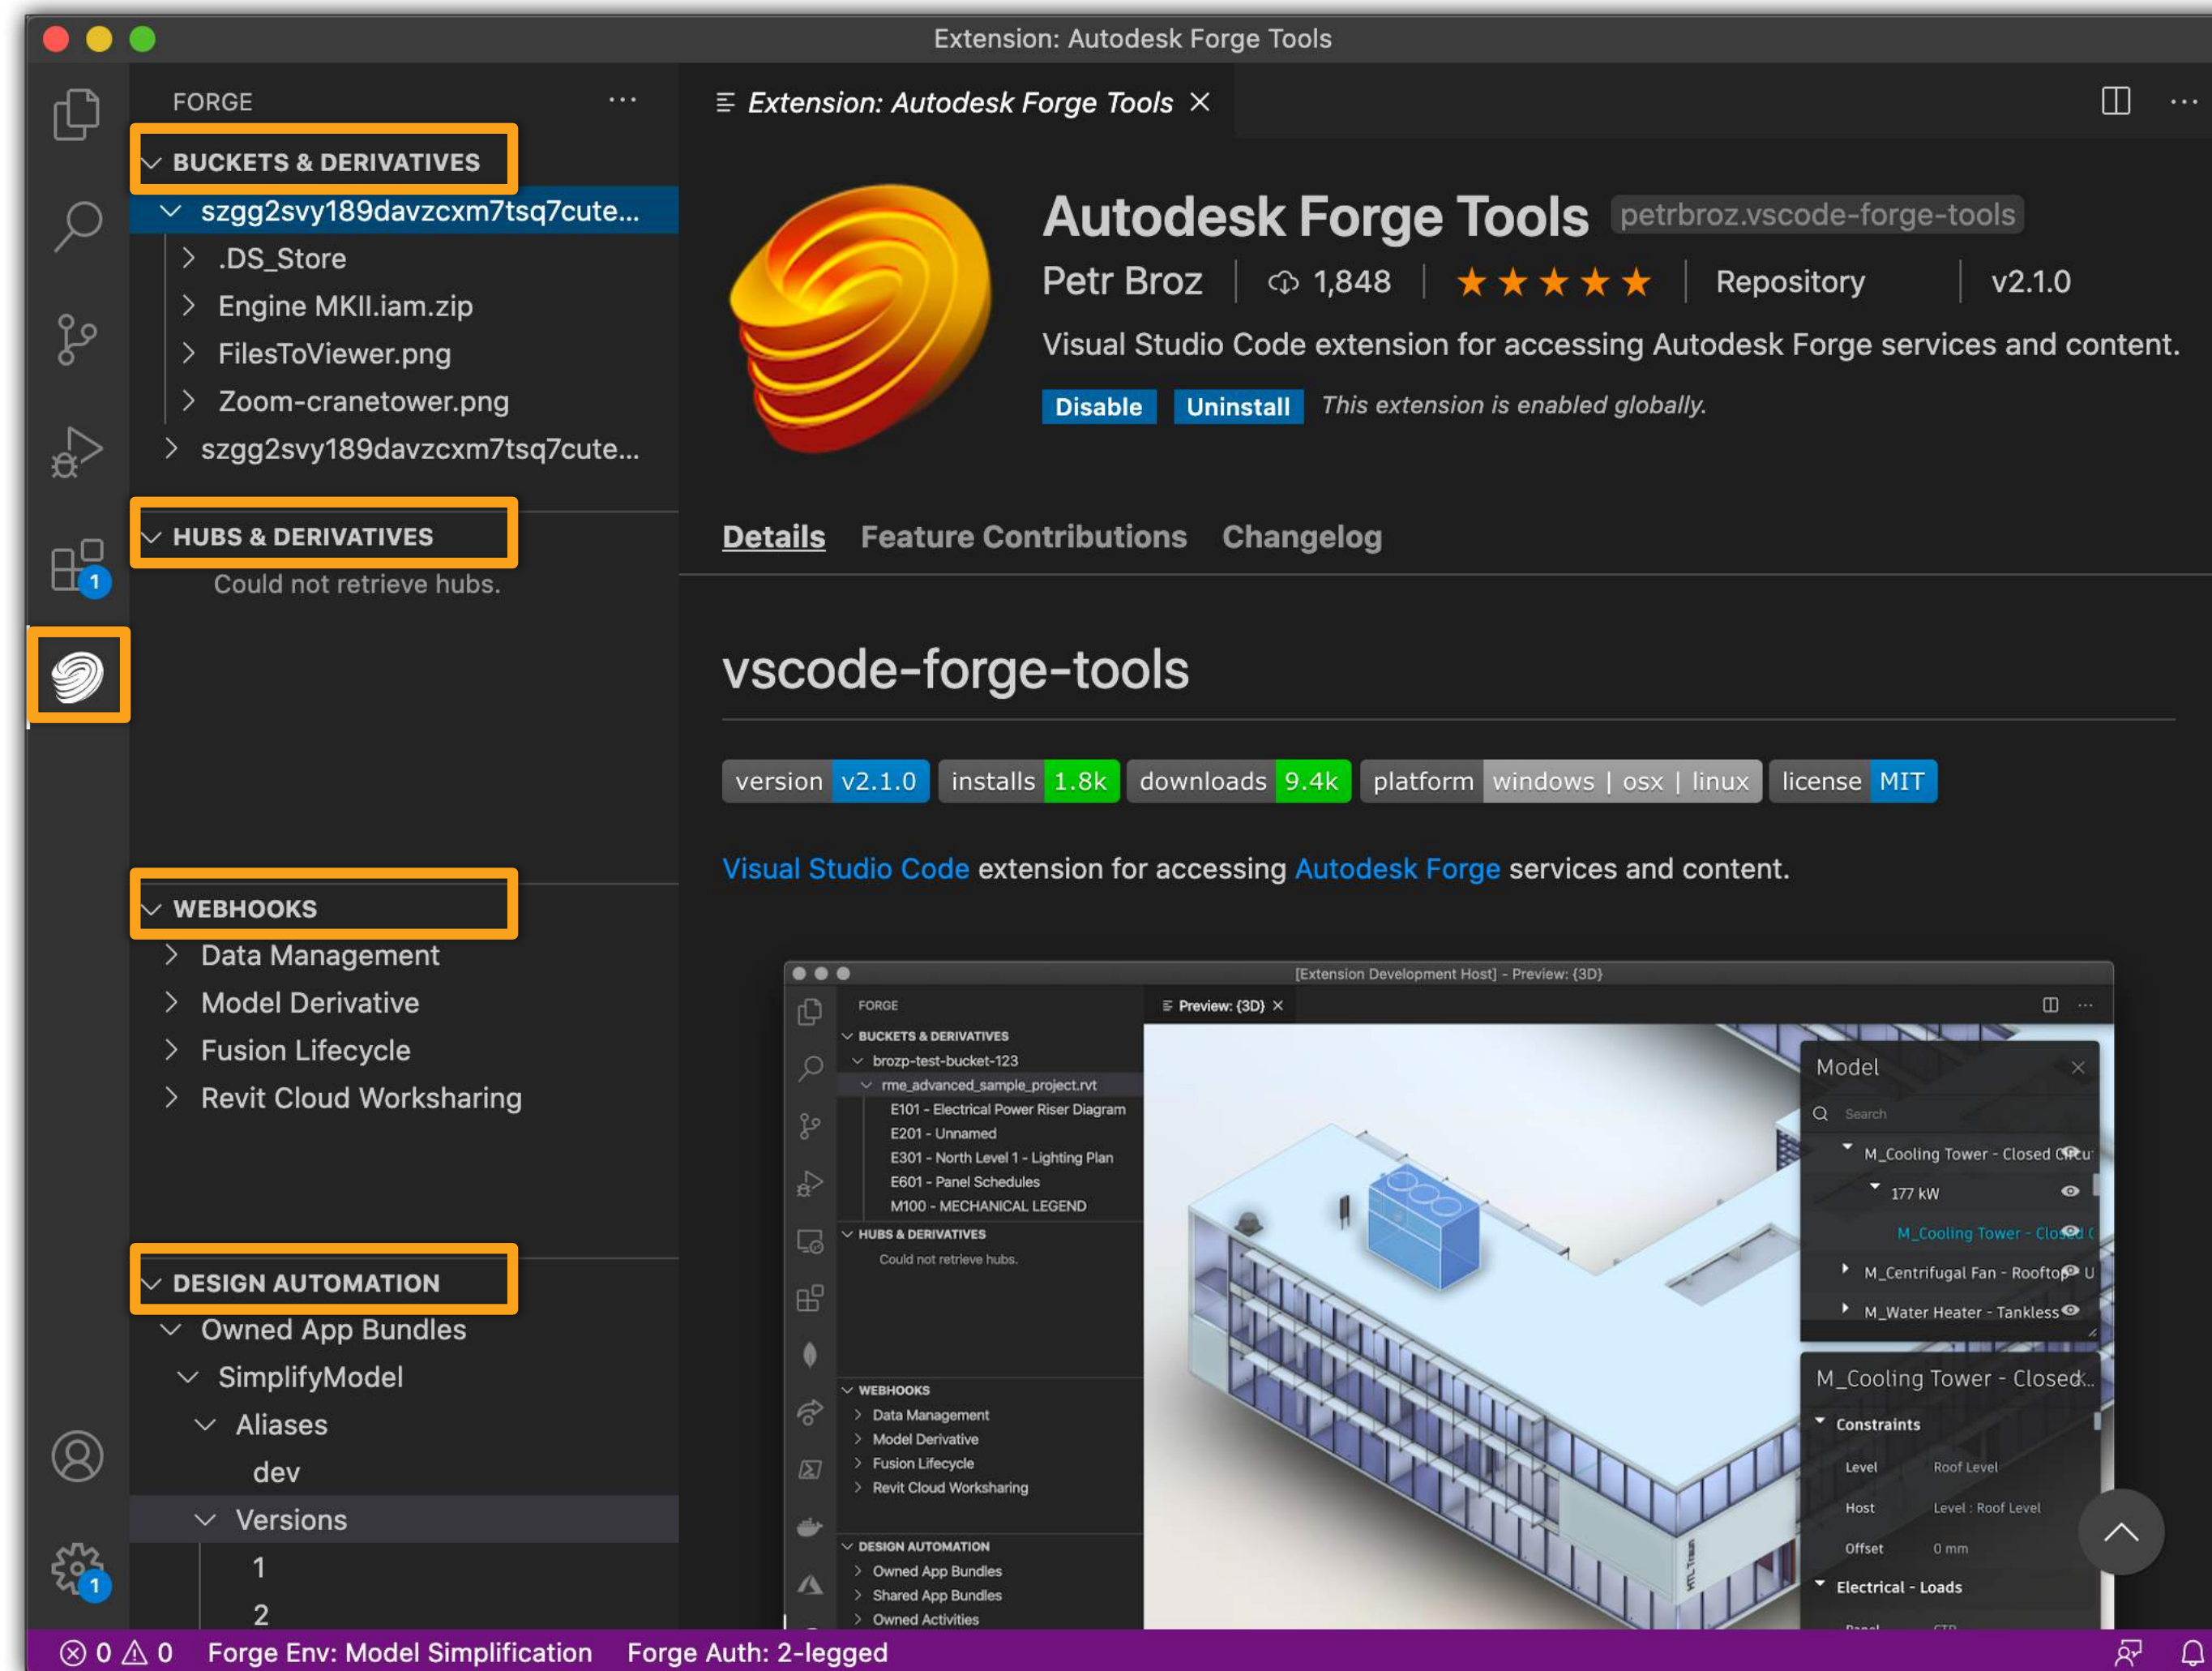 Extension: Autodesk Forge Tools
FORGE
BUCKETS & DERIVATIVES
szgg2svy189davzcxm7tsq7cute...
.DS_Store
Engine MKII.iam.zip
FilesToViewer.png
Zoom-cranetower.png
szgg2svy189davzcxm7tsq7cute...
HUBS & DERIVATIVES
1
Could not retrieve hubs.
WEBHOOKS
Data Management
Model Derivative
Fusion Lifecycle
Revit Cloud Worksharing
DESIGN AUTOMATION
Owned App Bundles
SimplifyModel
Aliases
dev
Versions
1
1
2
Extension: Autodesk Forge Tools
Autodesk Forge Tools petrbroz.vscode-forge-tools
Petr Broz 1,848 ★★★★★ Repository v2.1.0
Visual Studio Code extension for accessing Autodesk Forge services and content.
Disable Uninstall This extension is enabled globally.
Details Feature Contributions Changelog
vscode-forge-tools
version v2.1.0 installs 1.8k downloads 9.4k platform windows | osx | linux license MIT
Visual Studio Code extension for accessing Autodesk Forge services and content.
[Extension Development Host] - Preview: {3D}
FORGE
BUCKETS & DERIVATIVES
brozp-test-bucket-123
rme_advanced_sample_project.rvt
E101 - Electrical Power Riser Diagram
E201 - Unnamed
E301 - North Level 1 - Lighting Plan
E601 - Panel Schedules
M100 - MECHANICAL LEGEND
HUBS & DERIVATIVES
Could not retrieve hubs.
WEBHOOKS
Data Management
Model Derivative
Fusion Lifecycle
Revit Cloud Worksharing
DESIGN AUTOMATION
Owned App Bundles
Shared App Bundles
Owned Activities
Preview: {3D}
HTL Traun
Model
Search
M_Cooling Tower - Closed
177 kW
M_Cooling Tower - Closed C
M_Centrifugal Fan - Rooftop U
M_Water Heater - Tankless
M_Cooling Tower - Closed...
Constraints
Level Roof Level
Host Level : Roof Level
Offset 0 mm
Electrical - Loads
0 0 Forge Env: Model Simplification Forge Auth: 2-legged